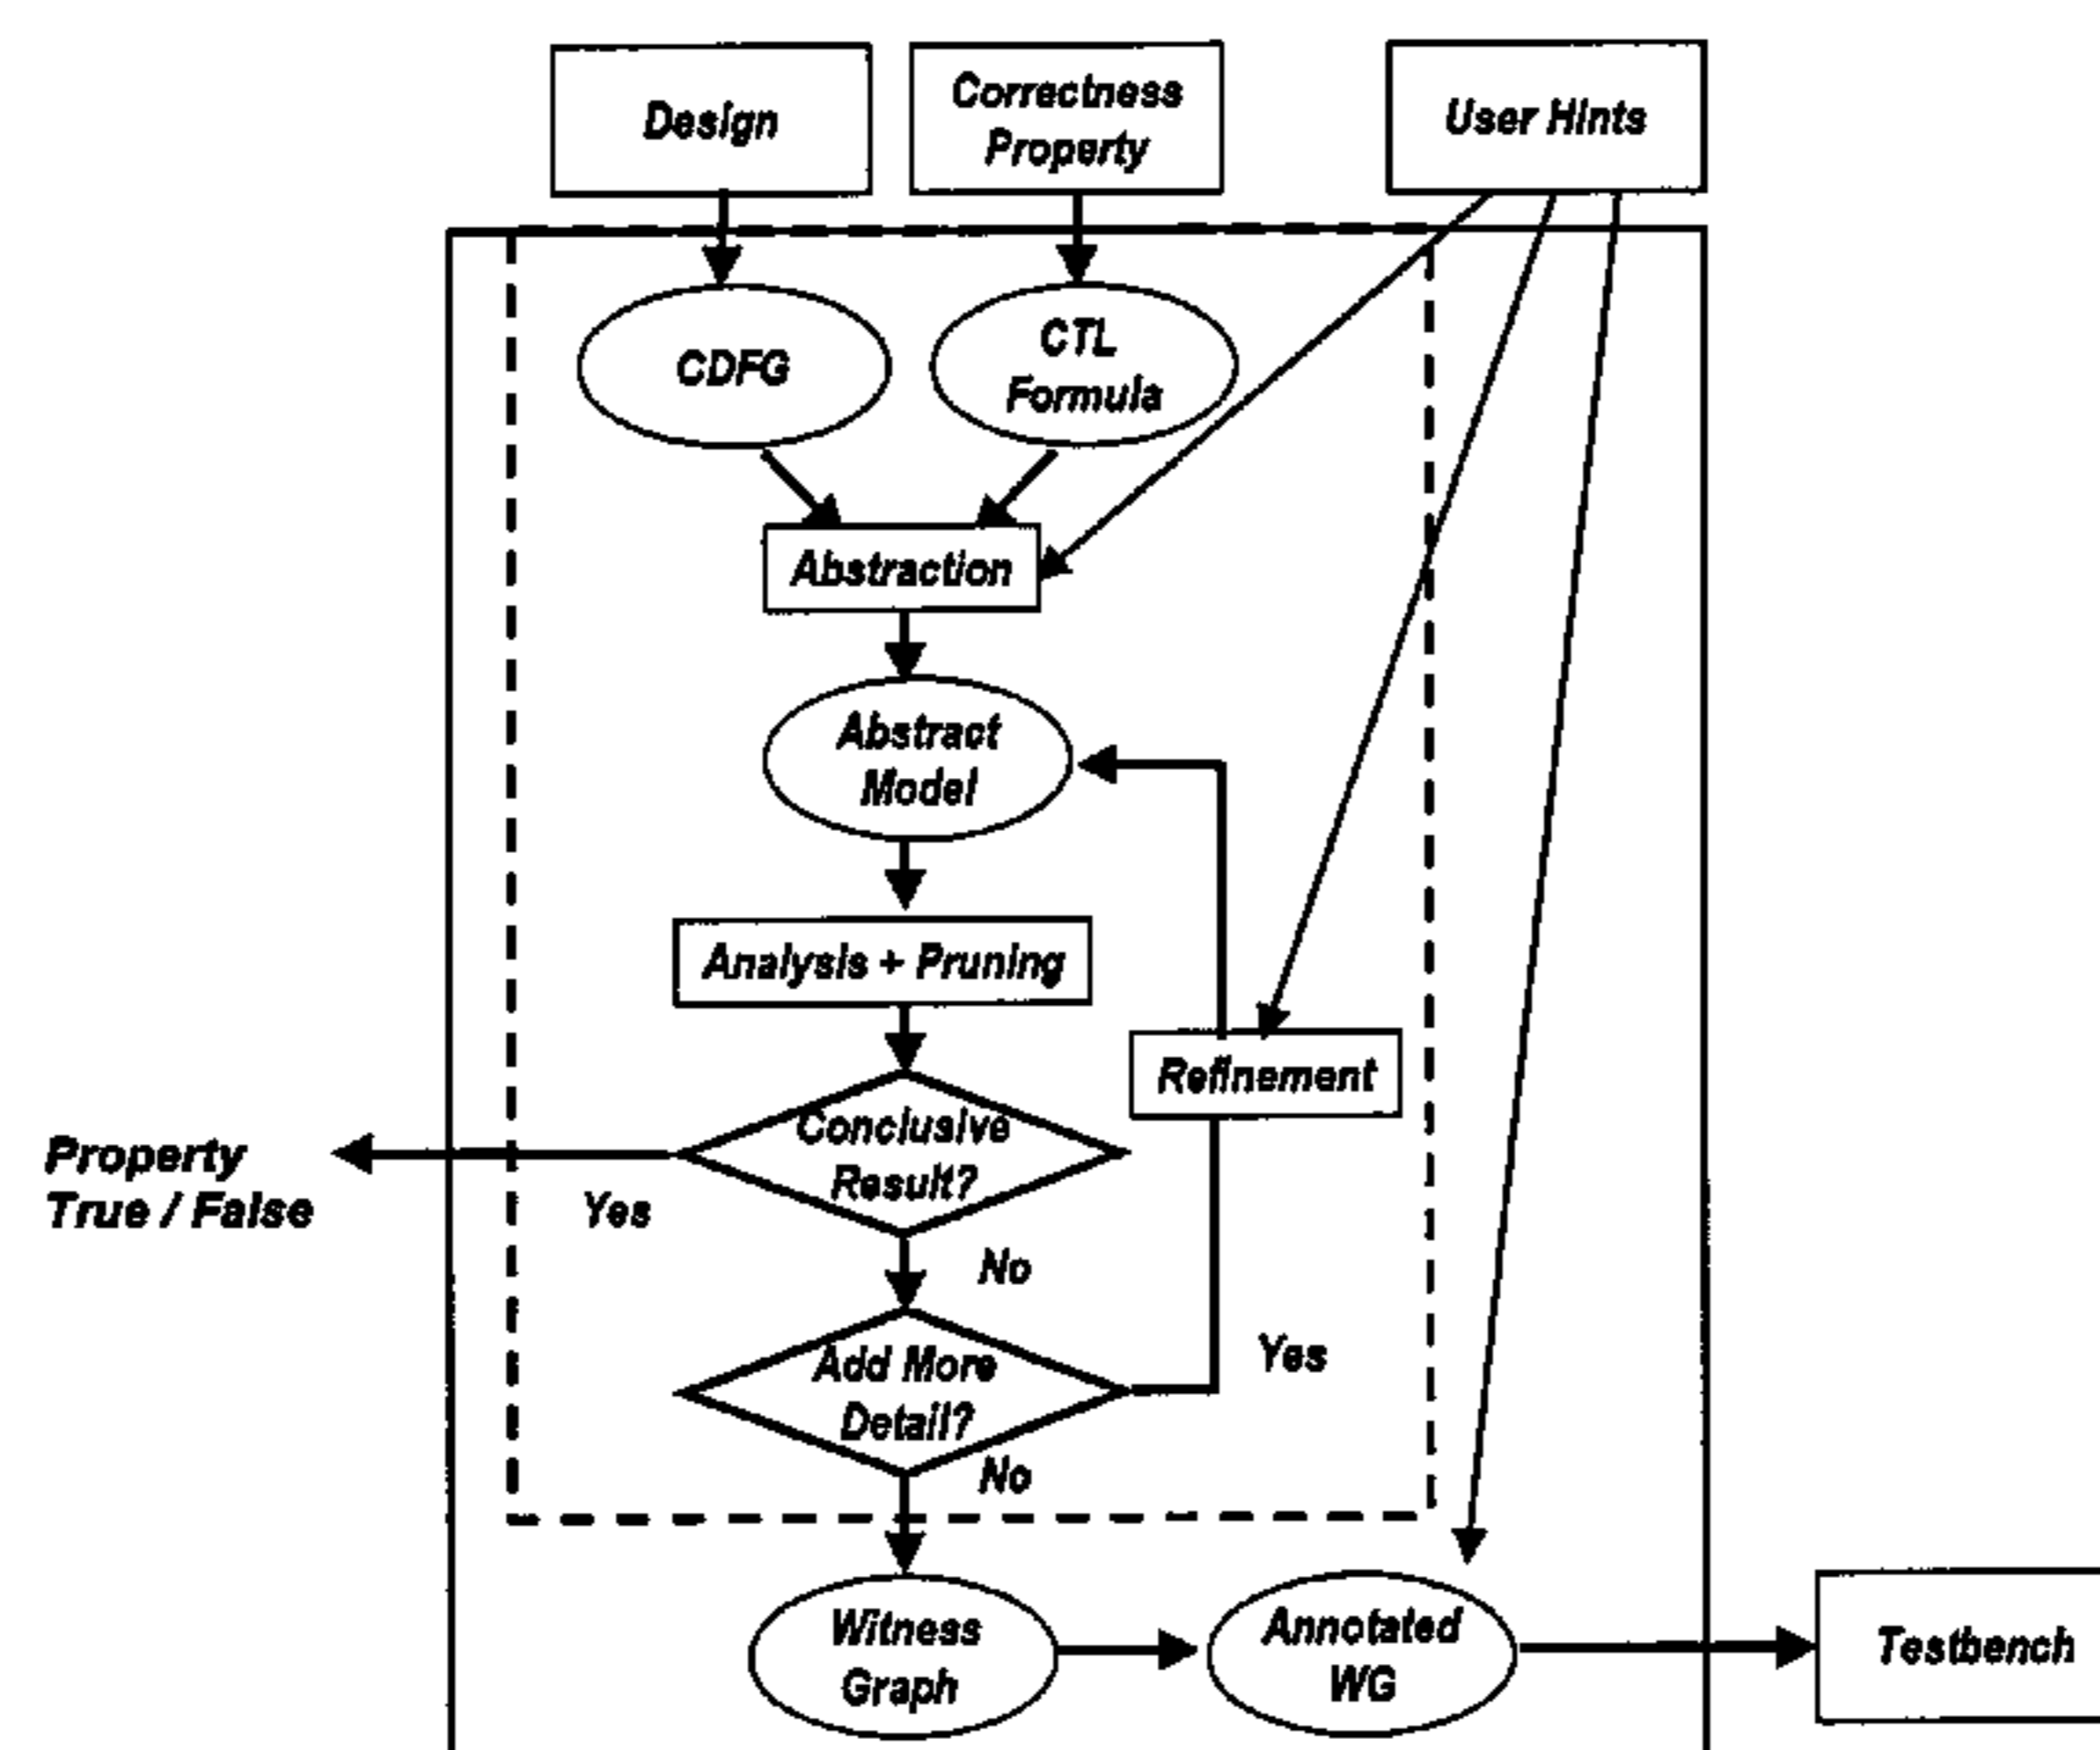 Design
Correctness
Property
User Hints
CDFG
CTL
Formula
Abstraction
Abstract
Model
Analysis + Pruning
Refinement
Conclusive
Result?
Property
True / False
Yes
No
Add More
Detail?
Yes
No
Witness
Graph
Annotated
WG
Testbench